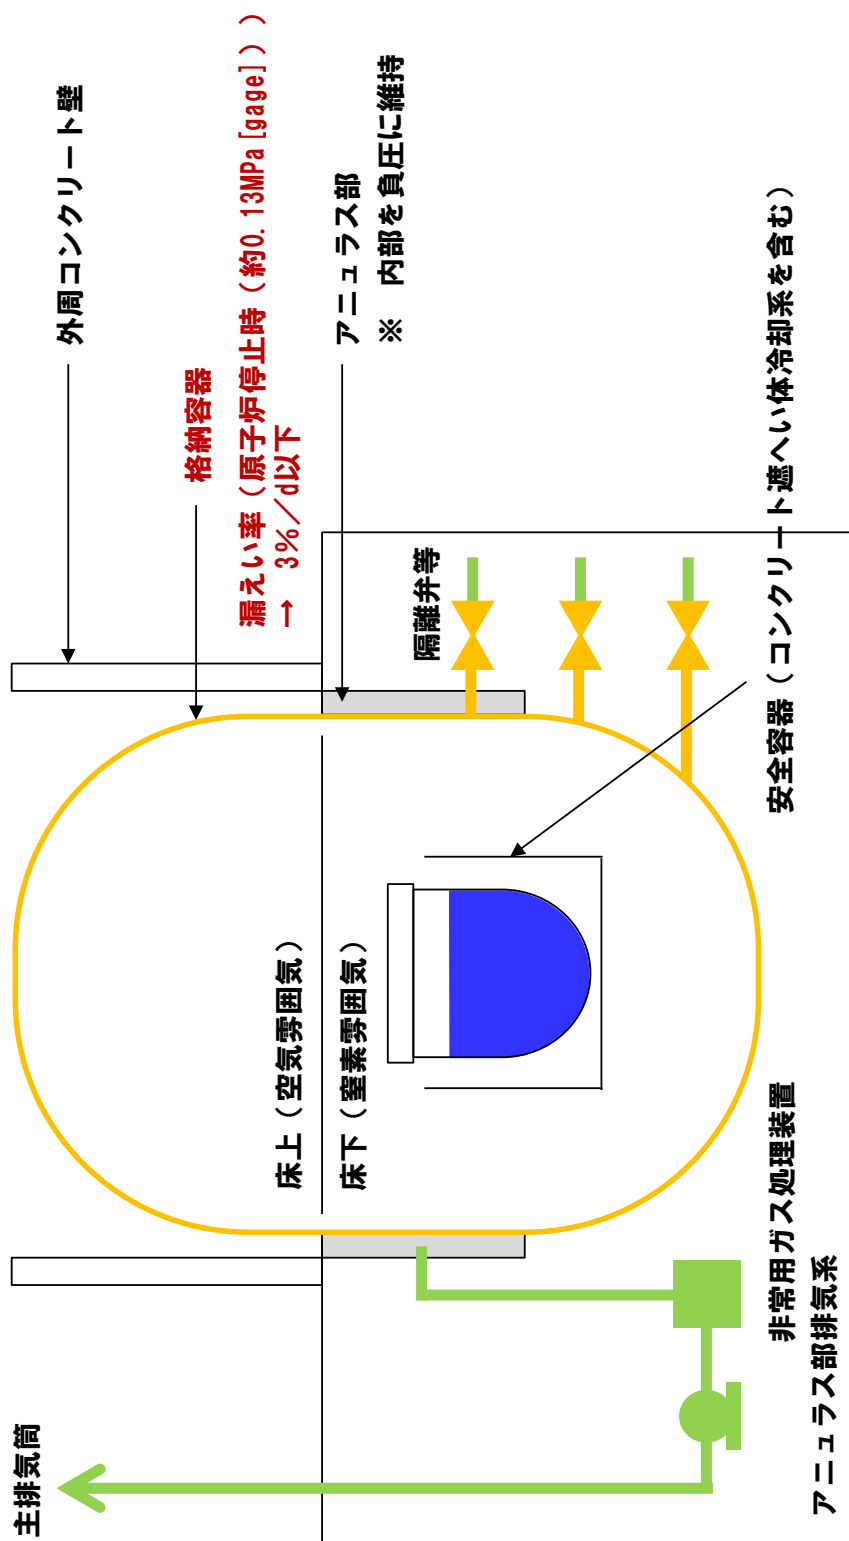 主排気筒
外周コンクリート壁
格納容器
漏えい率（原子炉停止時（約0.13MPa[gage]））
→ 3%／d以下
アニュラス部
※ 内部を負圧に維持
床上（空気雰囲気）
床下（窒素雰囲気）
隔離弁等
安全容器（コンクリート遮へい体冷却系を含む）
非常用ガス処理装置
アニュラス部排気系